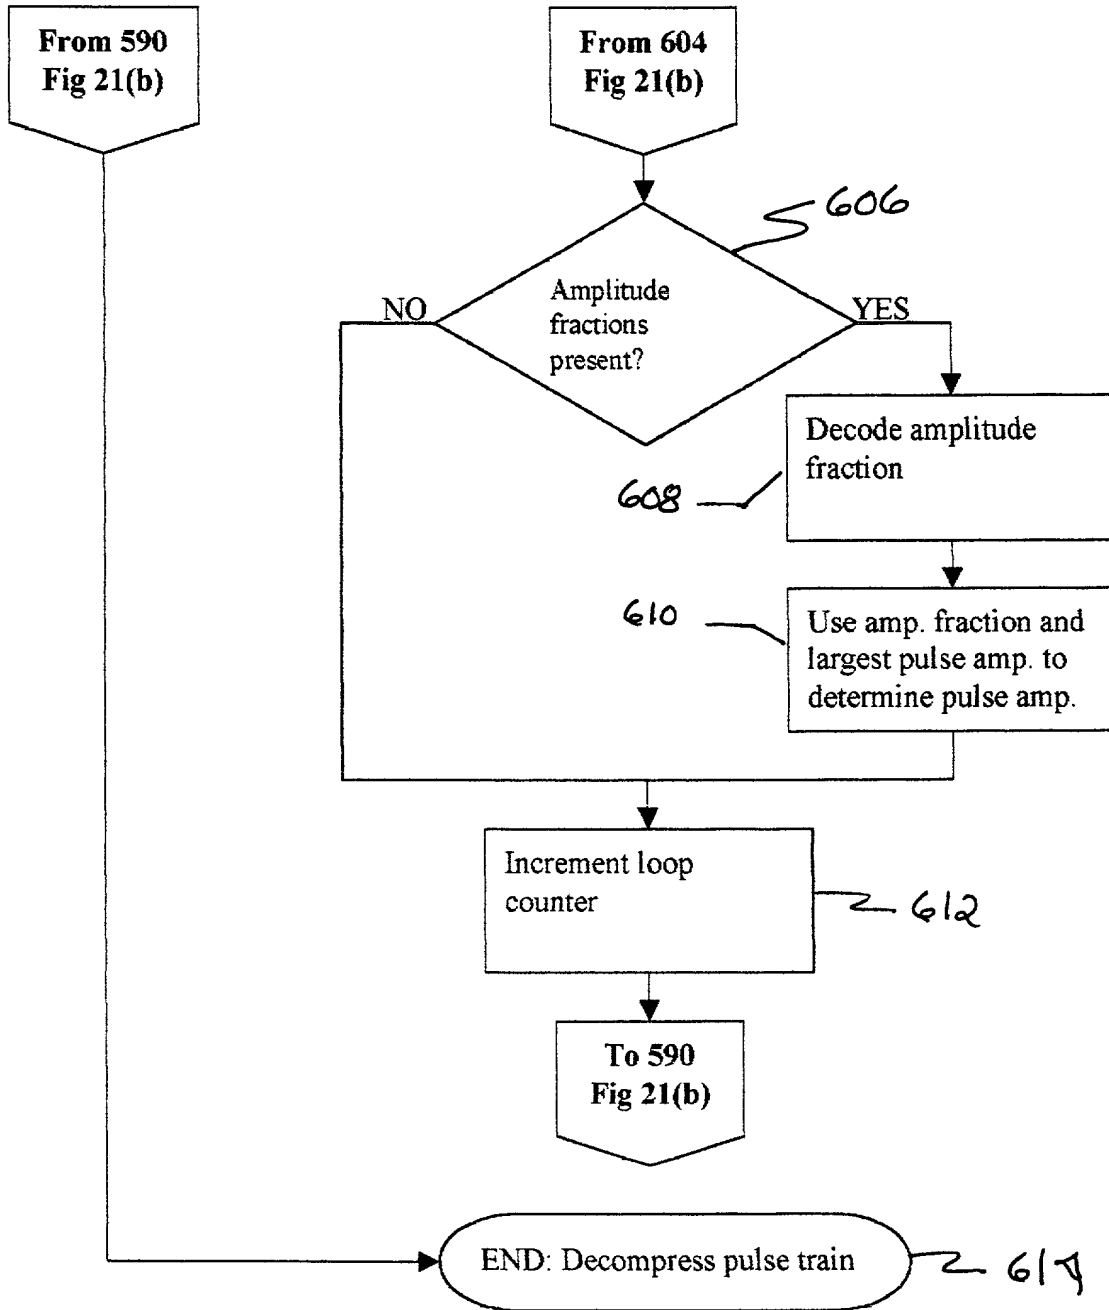 From 590
Fig 21(b)
From 604
Fig 21(b)
606
Amplitude
fractions
present?
NO
YES
Decode amplitude
fraction
608
Use amp. fraction and
largest pulse amp. to
determine pulse amp.
610
Increment loop
counter
612
To 590
Fig 21(b)
END: Decompress pulse train
614